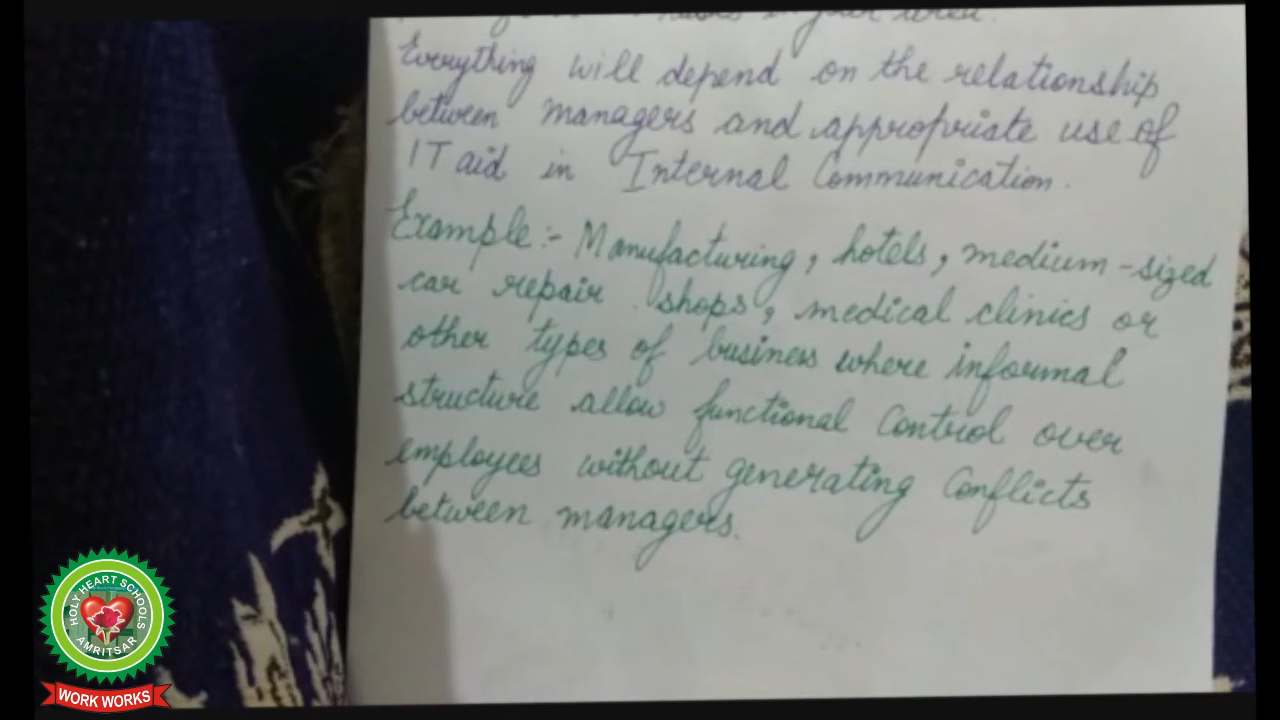 Everything will depend on the relationship
between managers and appropriate use of
IT aid in Internal Communication.
Example:- Manufacturing, hotels, medium-sized
car repair shops, medical clinics or
other types of business where informal
structure allow functional Control over
employees without generating Conflicts
between managers.
HOLY HEART SCHOOLS
AMRITSAR
WORK WORKS